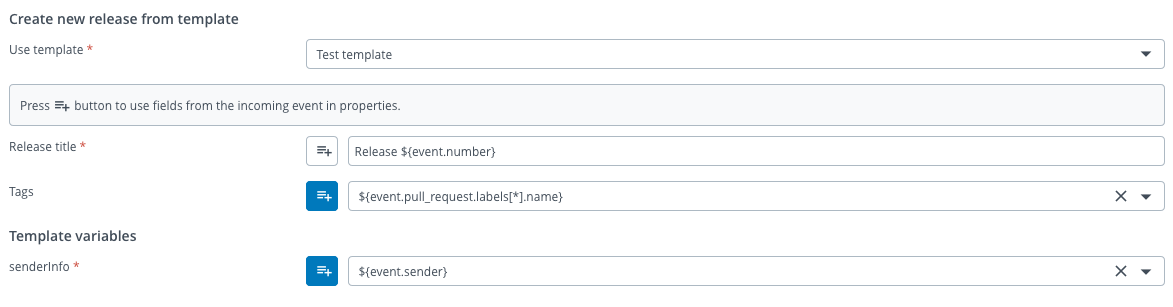 Create new release from template
Use template *
Test template
Press button to use fields from the incoming event in properties.
Release title *
Release ${event.number}
Tags
${event.pull_request.labels[*].name}
Template variables
senderInfo *
${event.sender}